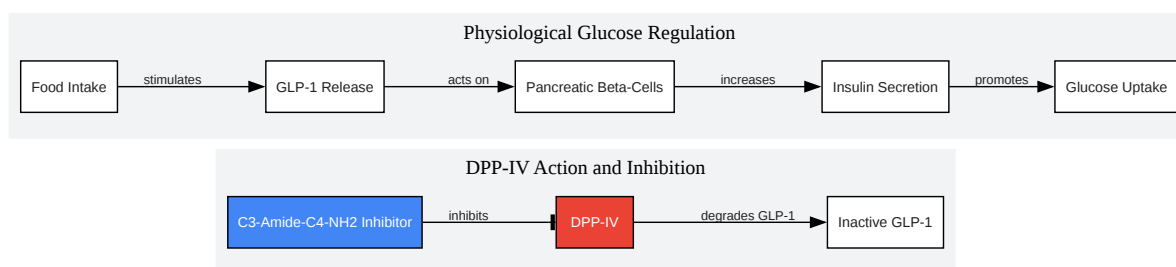 Physiological Glucose Regulation
Food Intake
stimulates
GLP-1 Release
acts on
Pancreatic Beta-Cells
increases
Insulin Secretion
promotes
Glucose Uptake
DPP-IV Action and Inhibition
C3-Amide-C4-NH2 Inhibitor
inhibits
DPP-IV
degrades GLP-1
Inactive GLP-1